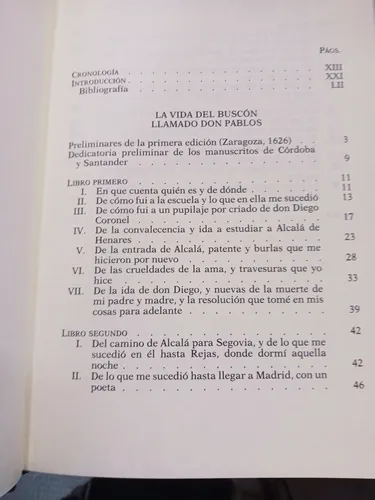 PÁGS.
CRONOLOGÍA . . . . . . . . . . . . XIII
INTRODUCCIÓN . . . . . . . . . . . . XXI
Bibliografía . . . . . . . . . . . . LII
LA VIDA DEL BUSCÓN
LLAMADO DON PABLOS
Preliminares de la primera edición (Zaragoza, 1626) . . 3
Dedicatoria preliminar de los manuscritos de Córdoba
y Santander . . . . . . . . . . . . 9
LIBRO PRIMERO . . . . . . . . . . . . 11
I. En que cuenta quién es y de dónde . . . . . 11
II. De cómo fui a la escuela y lo que en ella me sucedió 13
III. De cómo fui a un pupilaje por criado de don Diego
Coronel . . . . . . . . . . . . 17
IV. De la convalecencia y ida a estudiar a Alcalá de
Henares . . . . . . . . . . . . 23
V. De la entrada de Alcalá, patente y burlas que me
hicieron por nuevo . . . . . . . . . 28
VI. De las crueldades de la ama, y travesuras que yo
hice . . . . . . . . . . . . 33
VII. De la ida de don Diego, y nuevas de la muerte de
mi padre y madre, y la resolución que tomé en mis
cosas para adelante . . . . . . . . . 39
LIBRO SEGUNDO . . . . . . . . . . . . 42
I. Del camino de Alcalá para Segovia, y de lo que me
sucedió en él hasta Rejas, donde dormí aquella
noche . . . . . . . . . . . . 42
II. De lo que me sucedió hasta llegar a Madrid, con un
poeta . . . . . . . . . . . . 46